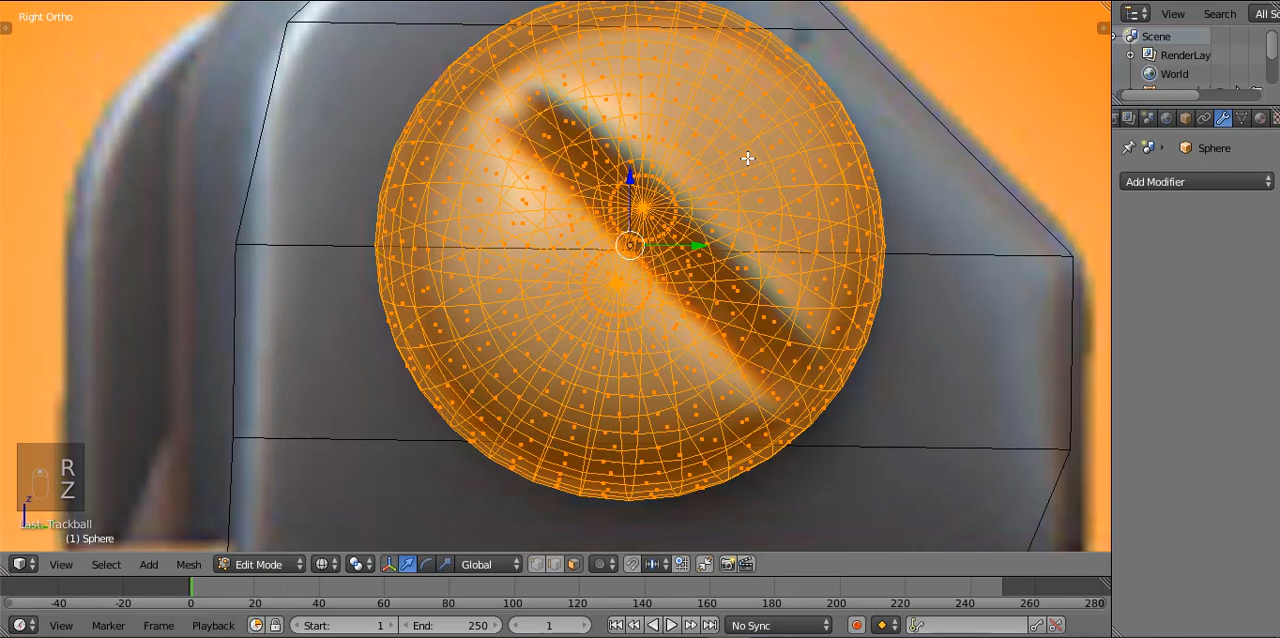 Right Ortho
View Search All S
Scene
RenderLay
World
Sphere
Add Modifier
R
Z
z
Last: Trackball
(1) Sphere
View Select Add Mesh Edit Mode Global
-40 -20 0 20 40 60 80 100 120 140 160 180 200 220 240 260 280
View Marker Frame Playback Start: 1 End: 250 1 No Sync